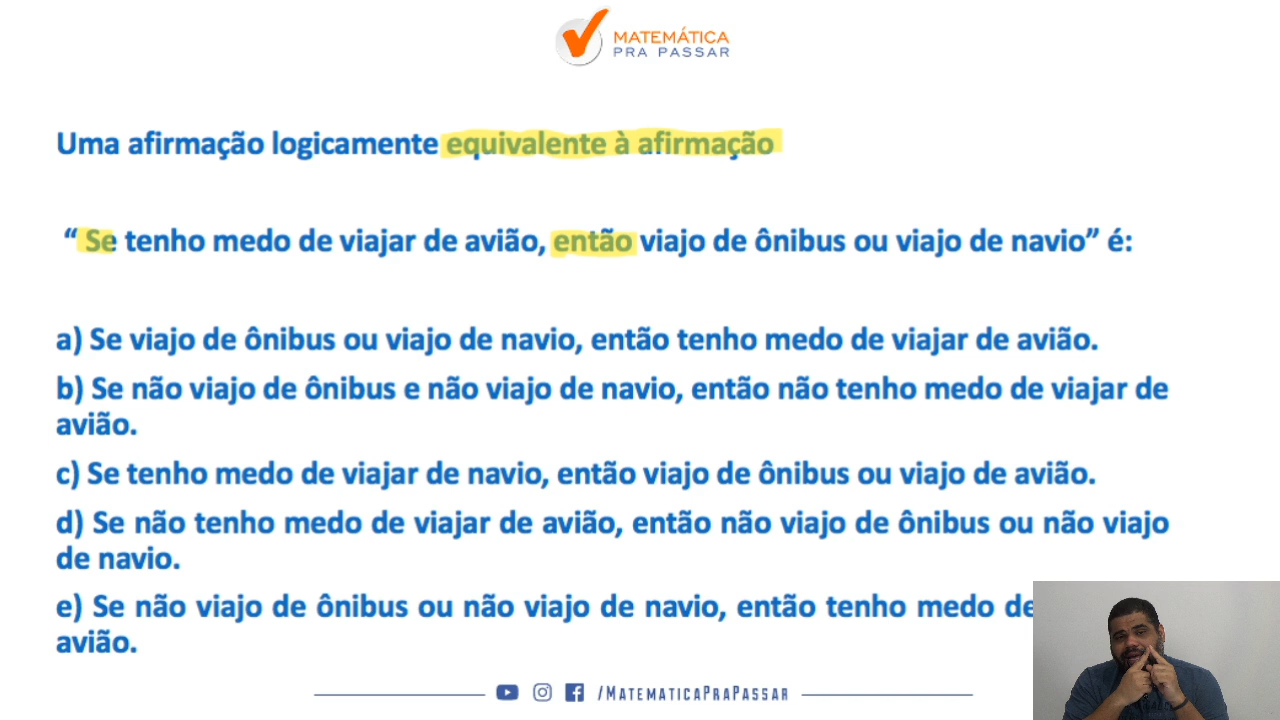 MATEMÁTICA
PRA PASSAR
Uma afirmação logicamente equivalente à afirmação
“ Se tenho medo de viajar de avião, então viajo de ônibus ou viajo de navio” é:
a) Se viajo de ônibus ou viajo de navio, então tenho medo de viajar de avião.
b) Se não viajo de ônibus e não viajo de navio, então não tenho medo de viajar de
avião.
c) Se tenho medo de viajar de navio, então viajo de ônibus ou viajo de avião.
d) Se não tenho medo de viajar de avião, então não viajo de ônibus ou não viajo
de navio.
e) Se não viajo de ônibus ou não viajo de navio, então tenho medo de
avião.
/MATEMATICAPRAPASSAR